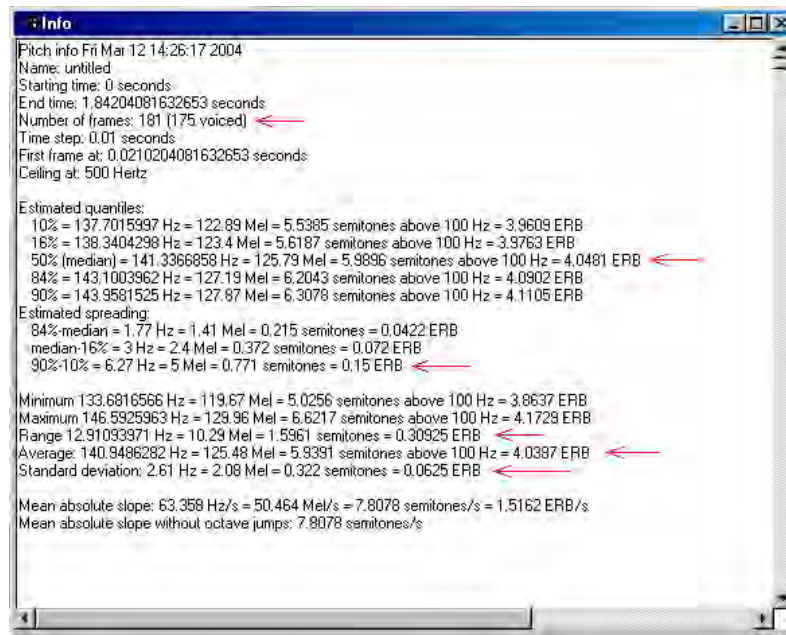 Info
Pitch info Fri Mar 12 14:26:17 2004
Name: untitled
Starting time: 0 seconds
End time: 1.84204081632653 seconds
Number of frames: 181 (175 voiced)
Time step: 0.01 seconds
First frame at: 0.0210204081632653 seconds
Ceiling at: 500 Hertz
Estimated quantiles:
10% = 137.7015997 Hz = 122.89 Mel = 5.5385 semitones above 100 Hz = 3.9609 ERB
16% = 138.3404298 Hz = 123.4 Mel = 5.6187 semitones above 100 Hz = 3.9763 ERB
50% (median) = 141.3366858 Hz = 125.79 Mel = 5.9896 semitones above 100 Hz = 4.0481 ERB
84% = 143.1003962 Hz = 127.19 Mel = 6.2043 semitones above 100 Hz = 4.0902 ERB
90% = 143.9581525 Hz = 127.87 Mel = 6.3078 semitones above 100 Hz = 4.1105 ERB
Estimated spreading:
84%-median = 1.77 Hz = 1.41 Mel = 0.215 semitones = 0.0422 ERB
median-16% = 3 Hz = 2.4 Mel = 0.372 semitones = 0.072 ERB
90%-10% = 6.27 Hz = 5 Mel = 0.771 semitones = 0.15 ERB
Minimum 133.6816566 Hz = 119.67 Mel = 5.0256 semitones above 100 Hz = 3.8637 ERB
Maximum 146.5925963 Hz = 129.96 Mel = 6.6217 semitones above 100 Hz = 4.1729 ERB
Range 12.91093971 Hz = 10.29 Mel = 1.5961 semitones = 0.30925 ERB
Average: 140.9486282 Hz = 125.48 Mel = 5.9391 semitones above 100 Hz = 4.0387 ERB
Standard deviation: 2.61 Hz = 2.08 Mel = 0.322 semitones = 0.0625 ERB
Mean absolute slope: 63.358 Hz/s = 50.464 Mel/s = 7.8078 semitones/s = 1.5162 ERB/s
Mean absolute slope without octave jumps: 7.8078 semitones/s